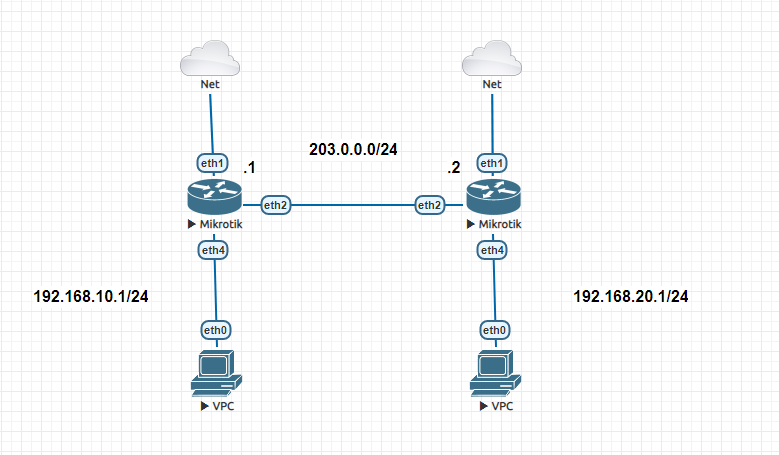 Net
Net
203.0.0.0/24
eth1
.1
.2
eth1
eth2
eth2
Mikrotik
Mikrotik
eth4
eth4
192.168.10.1/24
192.168.20.1/24
eth0
eth0
VPC
VPC